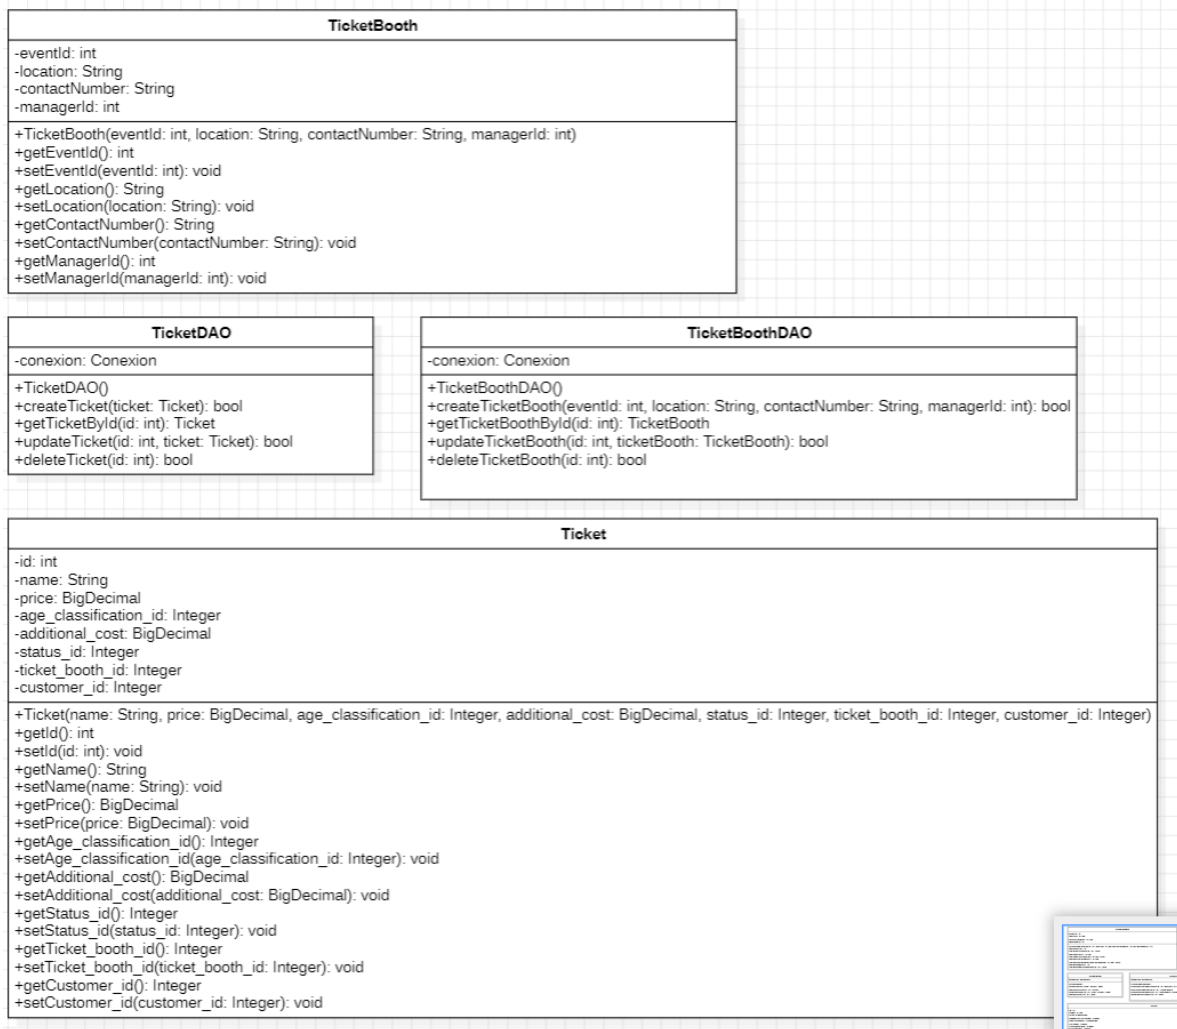 TicketBooth
-eventId: int
-location: String
-contactNumber: String
-managerId: int
+TicketBooth(eventId: int, location: String, contactNumber: String, managerId: int)
+getEventId(): int
+setEventId(eventId: int): void
+getLocation(): String
+setLocation(location: String): void
+getContactNumber(): String
+setContactNumber(contactNumber: String): void
+getManagerId(): int
+setManagerId(managerId: int): void
TicketDAO
-conexion: Conexion
+TicketDAO()
+createTicket(ticket: Ticket): bool
+getTicketById(id: int): Ticket
+updateTicket(id: int, ticket: Ticket): bool
+deleteTicket(id: int): bool
TicketBoothDAO
-conexion: Conexion
+TicketBoothDAO()
+createTicketBooth(eventId: int, location: String, contactNumber: String, managerId: int): bool
+getTicketBoothById(id: int): TicketBooth
+updateTicketBooth(id: int, ticketBooth: TicketBooth): bool
+deleteTicketBooth(id: int): bool
Ticket
-id: int
-name: String
-price: BigDecimal
-age_classification_id: Integer
-additional_cost: BigDecimal
-status_id: Integer
-ticket_booth_id: Integer
-customer_id: Integer
+Ticket(name: String, price: BigDecimal, age_classification_id: Integer, additional_cost: BigDecimal, status_id: Integer, ticket_booth_id: Integer, customer_id: Integer)
+getId(): int
+setId(id: int): void
+getName(): String
+setName(name: String): void
+getPrice(): BigDecimal
+setPrice(price: BigDecimal): void
+getAge_classification_id(): Integer
+setAge_classification_id(age_classification_id: Integer): void
+getAdditional_cost(): BigDecimal
+setAdditional_cost(additional_cost: BigDecimal): void
+getStatus_id(): Integer
+setStatus_id(status_id: Integer): void
+getTicket_booth_id(): Integer
+setTicket_booth_id(ticket_booth_id: Integer): void
+getCustomer_id(): Integer
+setCustomer_id(customer_id: Integer): void